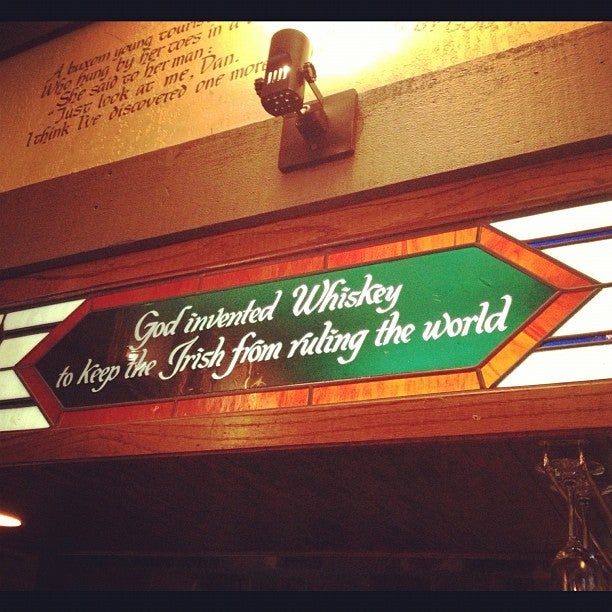 A buxom young touris
Who hung by her toes in a
She said to her man:
"Just look at me, Dan.
I think I've discovered one more
God invented Whiskey
to keep the Irish from ruling the world